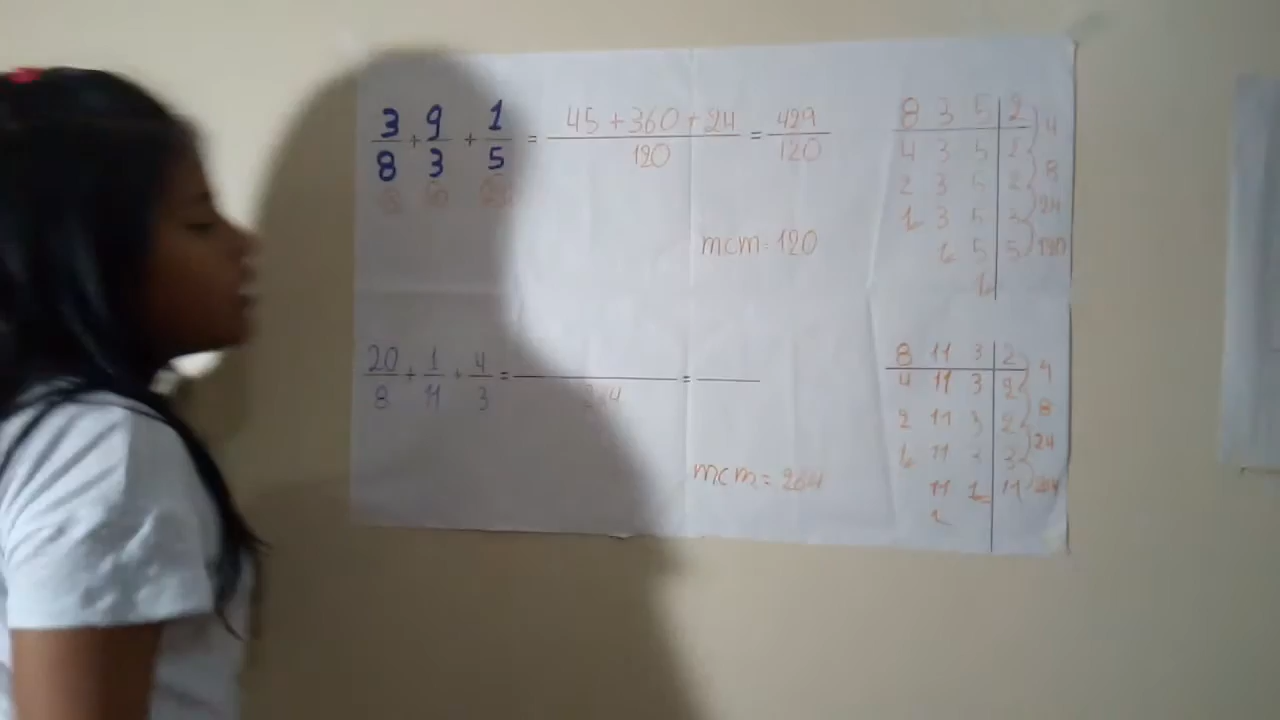 3/8 + 9/3 + 1/5 = 45 + 360 + 24 / 120 = 429/120
mcm = 120
8 3 5 | 2 4
4 3 5 | 2 8
2 3 5 | 2 24
1 3 5 | 3 120
1 5 | 5
1
20/8 + 1/11 + 4/3 = /264 =
mcm = 264
8 11 3 | 2 4
4 11 3 | 2 8
2 11 3 | 2 24
1 11 3 | 3 264
11 1 | 11
1